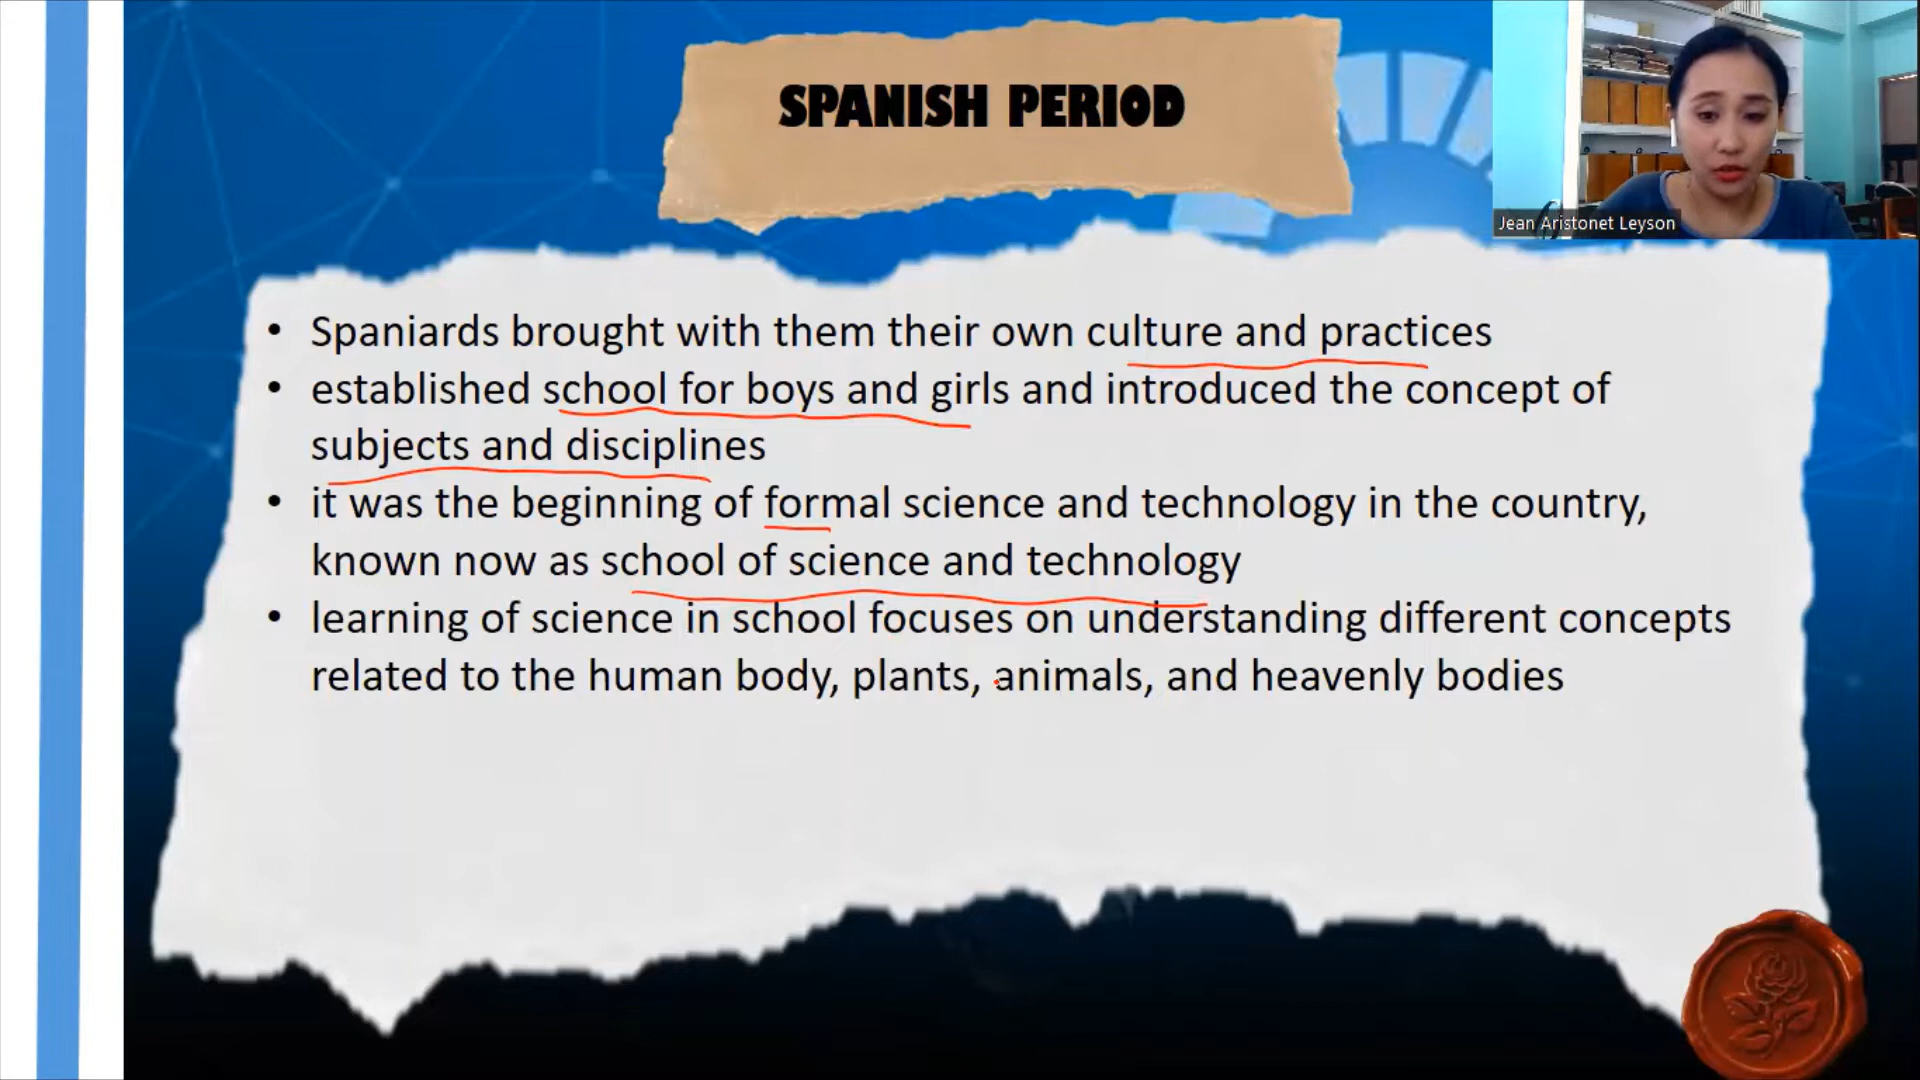 SPANISH PERIOD
Jean Aristonet Leyson
• Spaniards brought with them their own culture and practices
• established school for boys and girls and introduced the concept of
subjects and disciplines
• it was the beginning of formal science and technology in the country,
known now as school of science and technology
• learning of science in school focuses on understanding different concepts
related to the human body, plants, animals, and heavenly bodies